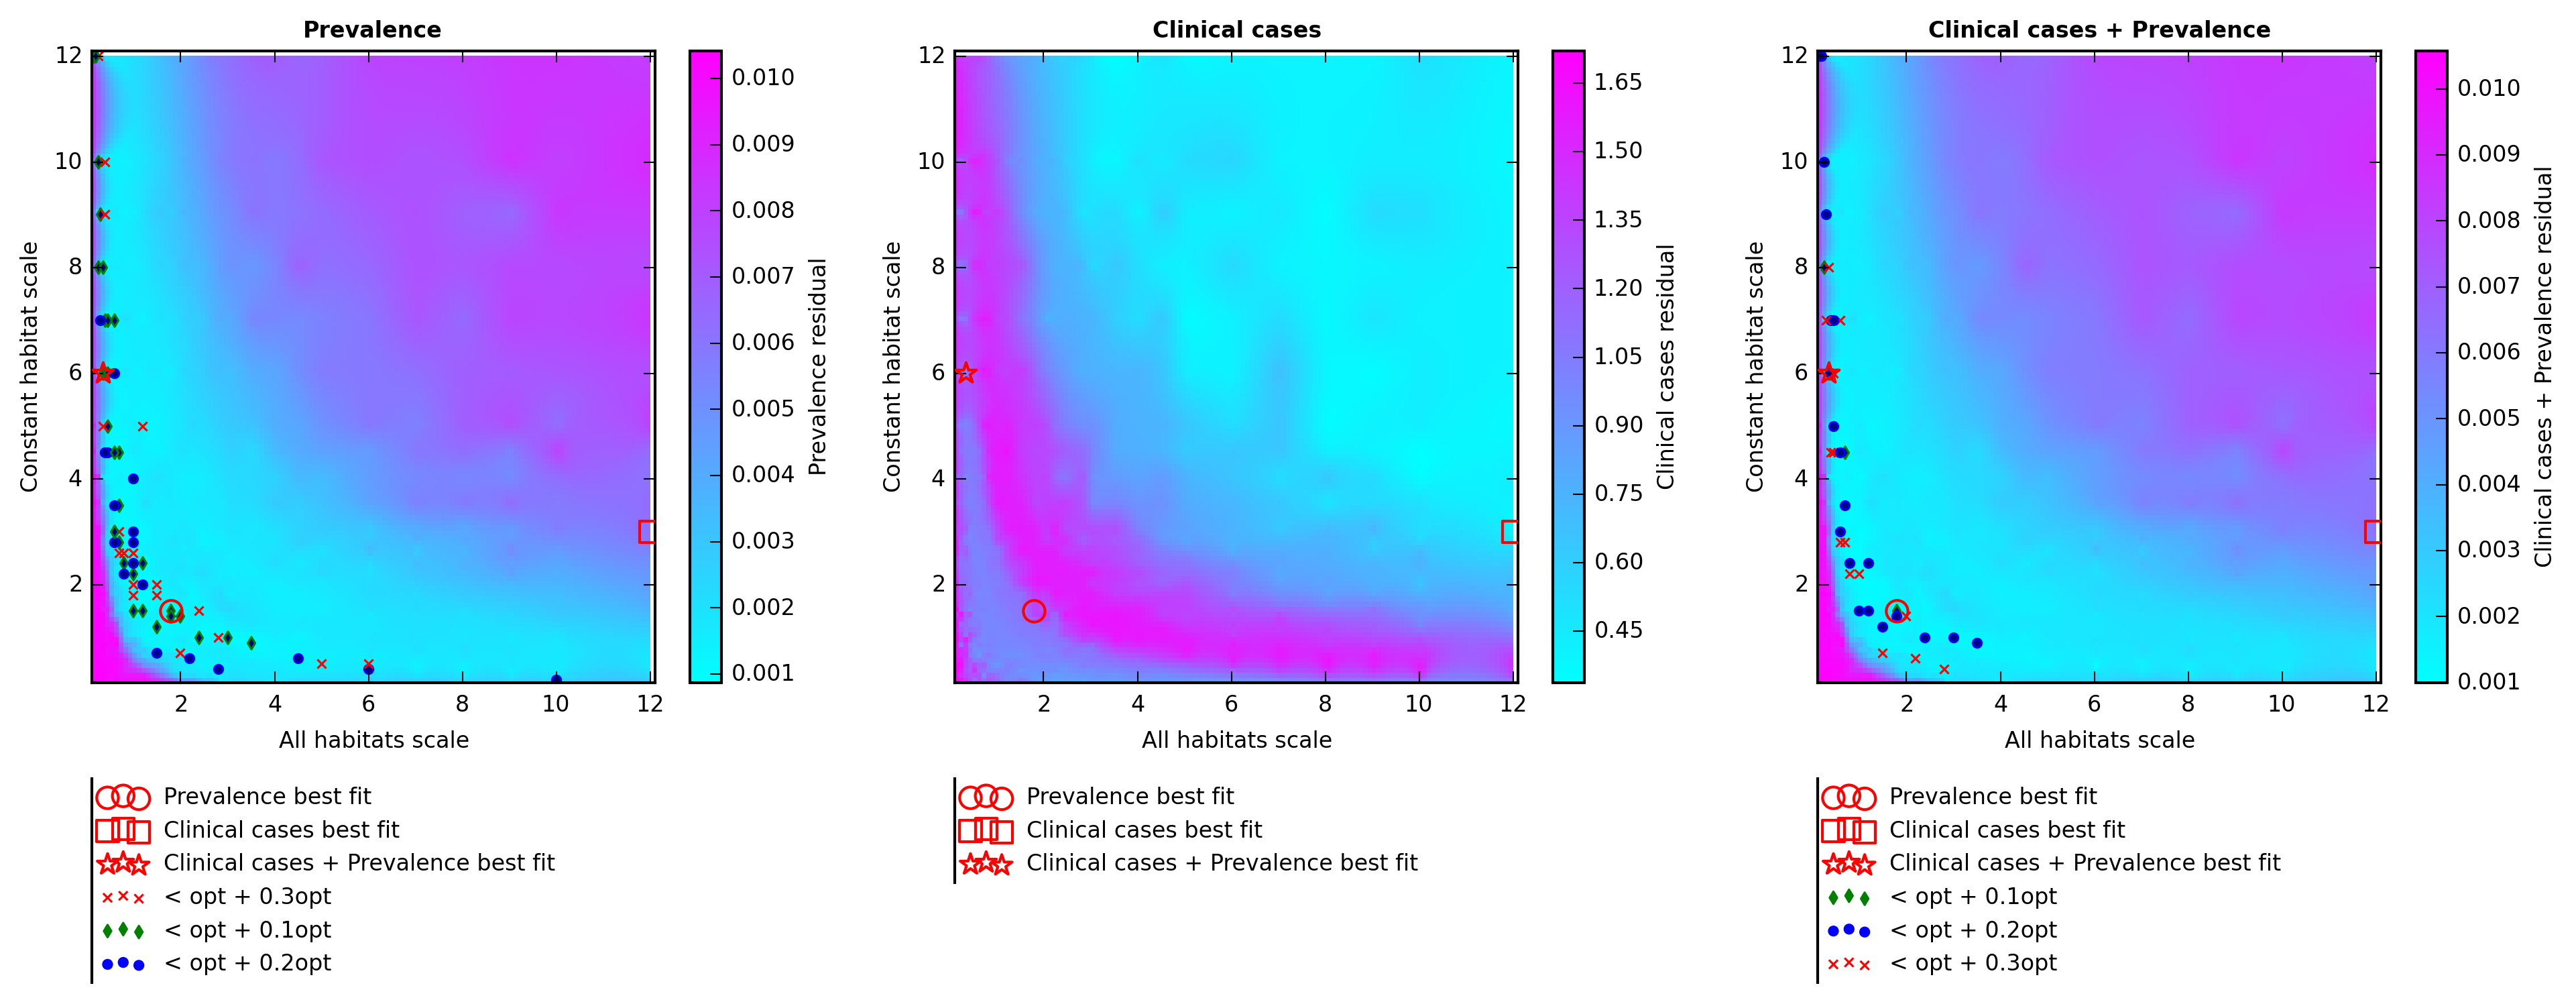 Prevalence
12
10
8
6
4
2
2
4
6
8
10
12
Constant habitat scale
All habitats scale
0.010
0.009
0.008
0.007
0.006
0.005
0.004
0.003
0.002
0.001
Prevalence residual
Prevalence best fit
Clinical cases best fit
Clinical cases + Prevalence best fit
< opt + 0.3opt
< opt + 0.1opt
< opt + 0.2opt
Clinical cases
12
10
8
6
4
2
2
4
6
8
10
12
Constant habitat scale
All habitats scale
1.65
1.50
1.35
1.20
1.05
0.90
0.75
0.60
0.45
Clinical cases residual
Prevalence best fit
Clinical cases best fit
Clinical cases + Prevalence best fit
Clinical cases + Prevalence
12
10
8
6
4
2
2
4
6
8
10
12
Constant habitat scale
All habitats scale
0.010
0.009
0.008
0.007
0.006
0.005
0.004
0.003
0.002
0.001
Clinical cases + Prevalence residual
Prevalence best fit
Clinical cases best fit
Clinical cases + Prevalence best fit
< opt + 0.1opt
< opt + 0.2opt
< opt + 0.3opt